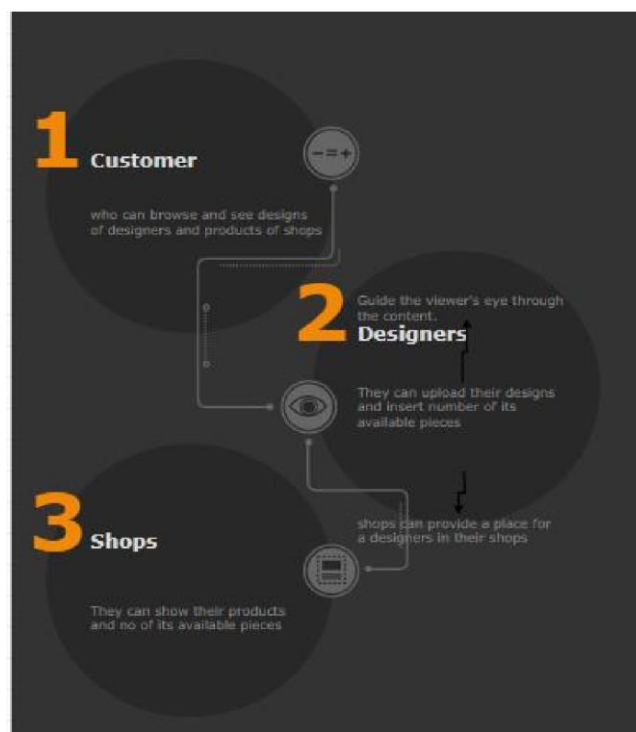 1
Customer
who can browse and see designs
of designers and products of shops
2
Guide the viewer's eye through
the content.
Designers
They can upload their designs
and insert number of its
available pieces
shops can provide a place for
a designers in their shops
3
Shops
They can show their products
and no of its available pieces